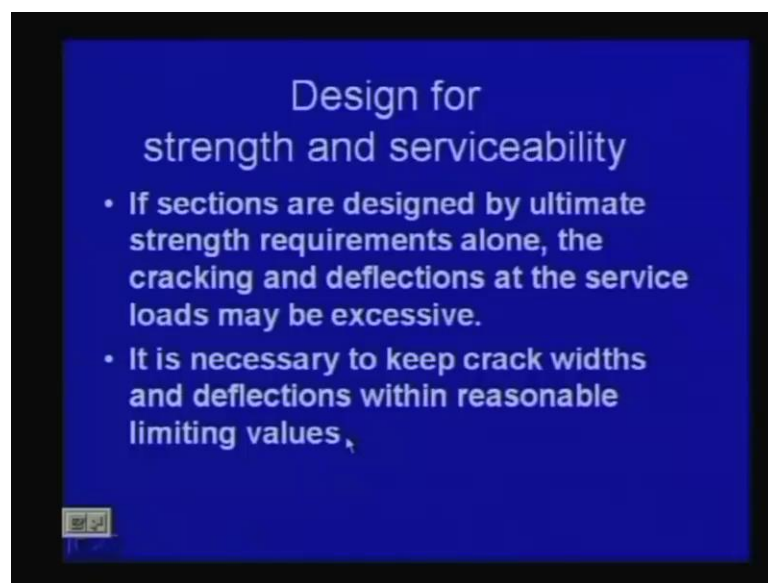 Design for
strength and serviceability
• If sections are designed by ultimate
strength requirements alone, the
cracking and deflections at the service
loads may be excessive.
• It is necessary to keep crack widths
and deflections within reasonable
limiting values